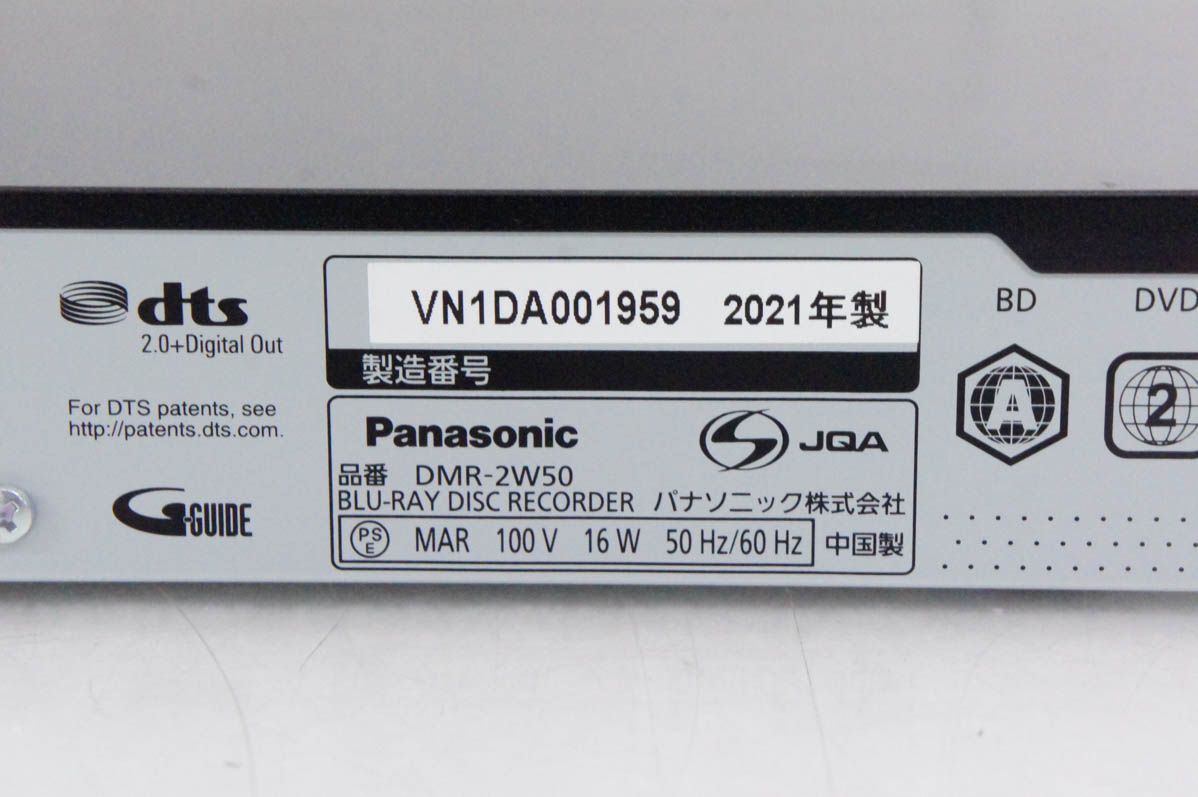 dts
2.0+Digital Out
For DTS patents, see
http://patents.dts.com.
G-GUIDE
VN1DA001959 2021年製
製造番号
Panasonic
JQA
品番 DMR-2W50
BLU-RAY DISC RECORDER パナソニック株式会社
PSE MAR 100 V 16 W 50 Hz/60 Hz 中国製
BD DVD
A 2